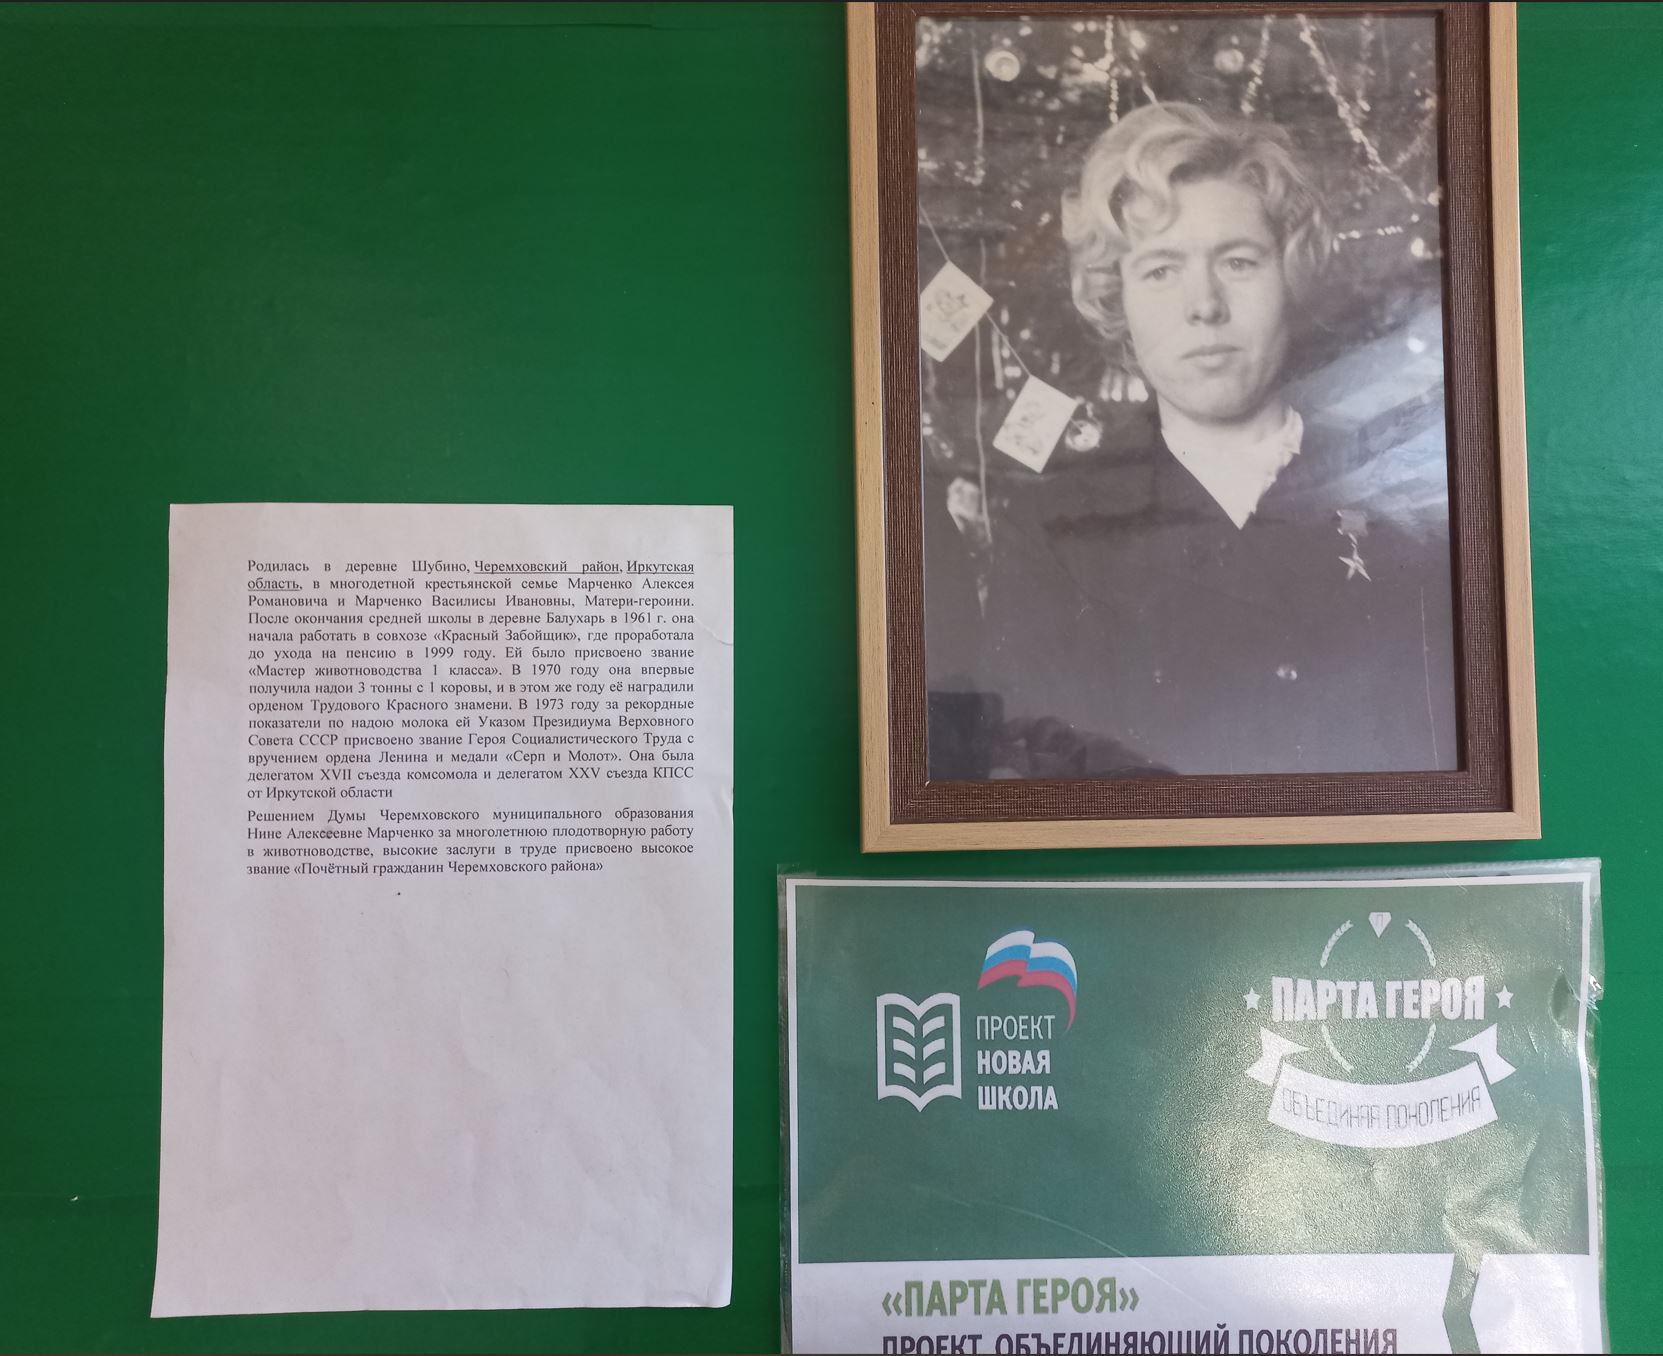 Родилась в деревне Шубино, Черемховский район, Иркутская
область, в многодетной крестьянской семье Марченко Алексея
Романовича и Марченко Василисы Ивановны, Матери-героини.
После окончания средней школы в деревне Балухарь в 1961 г. она
начала работать в совхозе «Красный Забойщик», где проработала
до ухода на пенсию в 1999 году. Ей было присвоено звание
«Мастер животноводства 1 класса». В 1970 году она впервые
получила надои 3 тонны с 1 коровы, и в этом же году её наградили
орденом Трудового Красного знамени. В 1973 году за рекордные
показатели по надою молока ей Указом Президиума Верховного
Совета СССР присвоено звание Героя Социалистического Труда с
вручением ордена Ленина и медали «Серп и Молот». Она была
делегатом XVII съезда комсомола и делегатом XXV съезда КПСС
от Иркутской области
Решением Думы Черемховского муниципального образования
Нине Алексеевне Марченко за многолетнюю плодотворную работу
в животноводстве, высокие заслуги в труде присвоено высокое
звание «Почётный гражданин Черемховского района»
ПРОЕКТ
НОВАЯ
ШКОЛА
П
ПАРТА ГЕРОЯ
ОБЪЕДИНЯЯ ПОКОЛЕНИЯ
«ПАРТА ГЕРОЯ»
ПРОЕКТ, ОБЪЕДИНЯЮЩИЙ ПОКОЛЕНИЯ